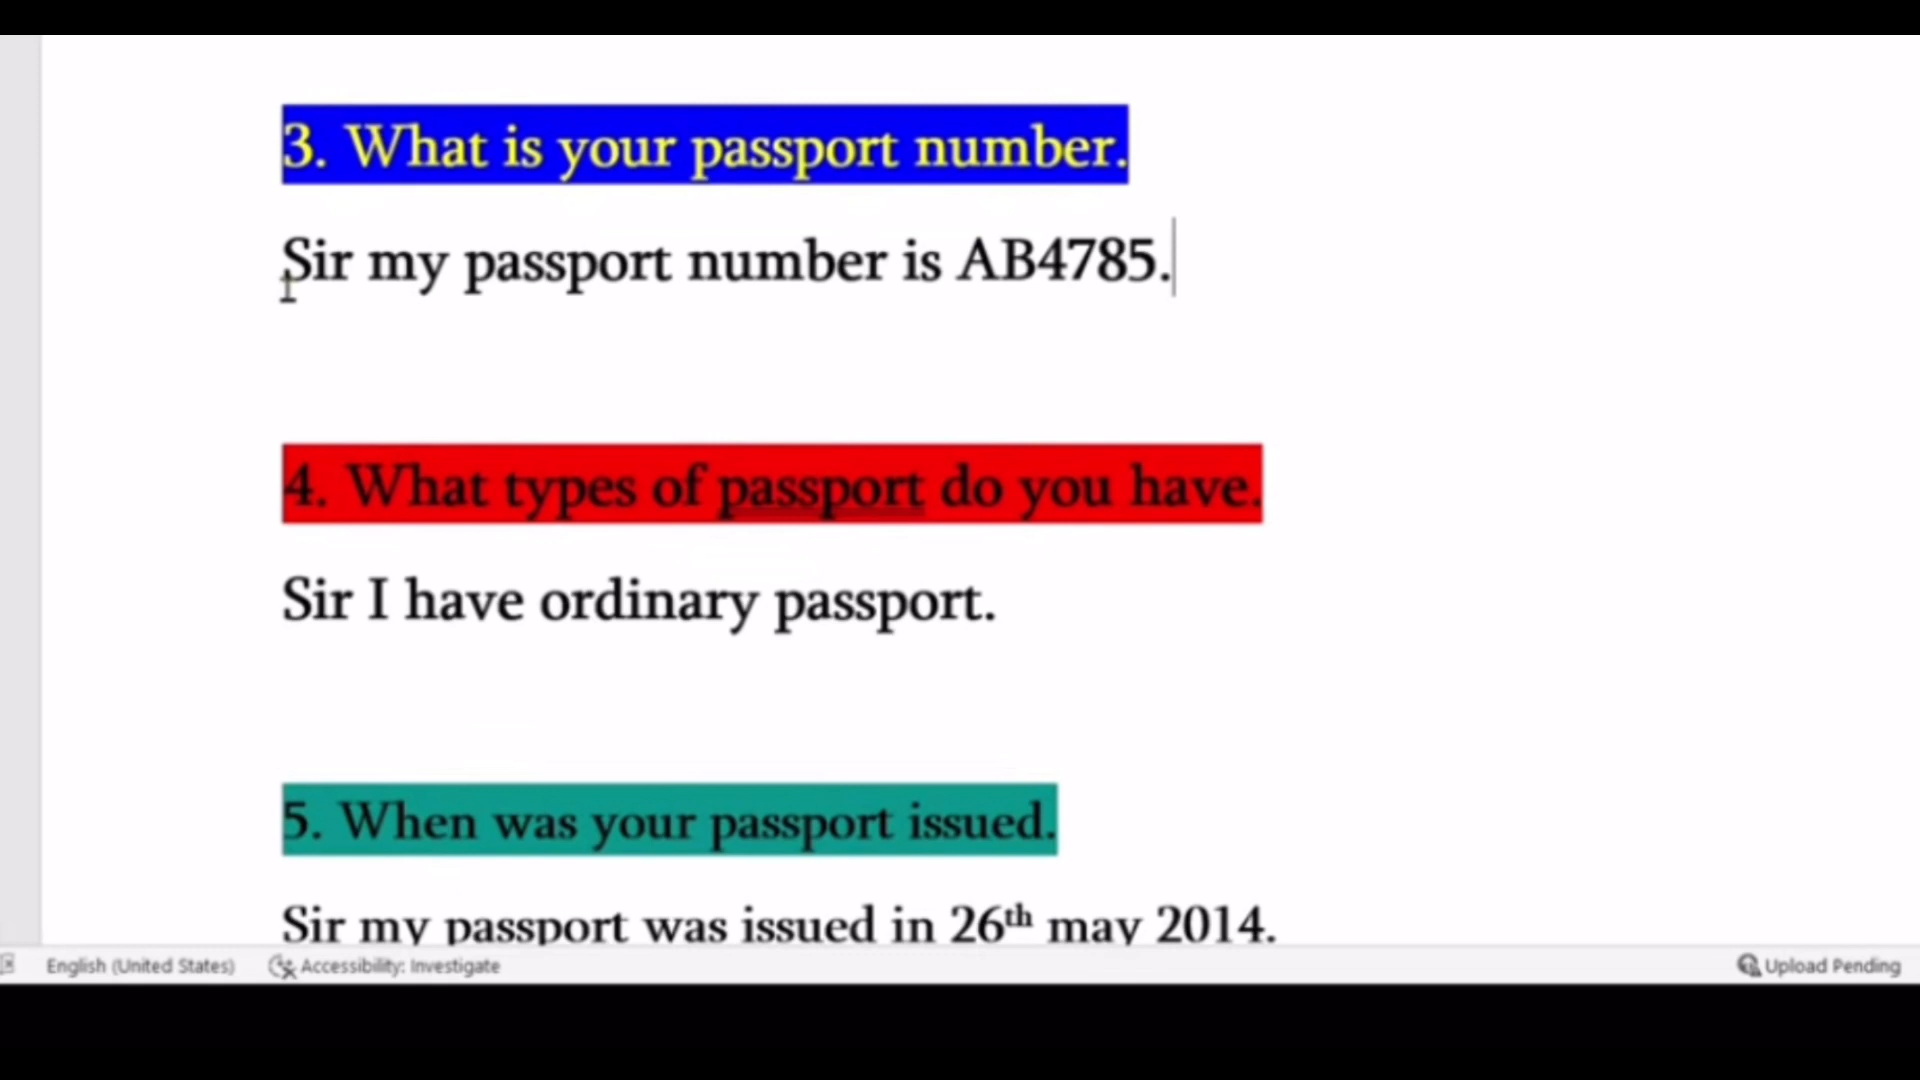 3. What is your passport number.
Sir my passport number is AB4785.
4. What types of passport do you have.
Sir I have ordinary passport.
5. When was your passport issued.
Sir my passport was issued in 26th may 2014.
English (United States) Accessibility: Investigate Upload Pending